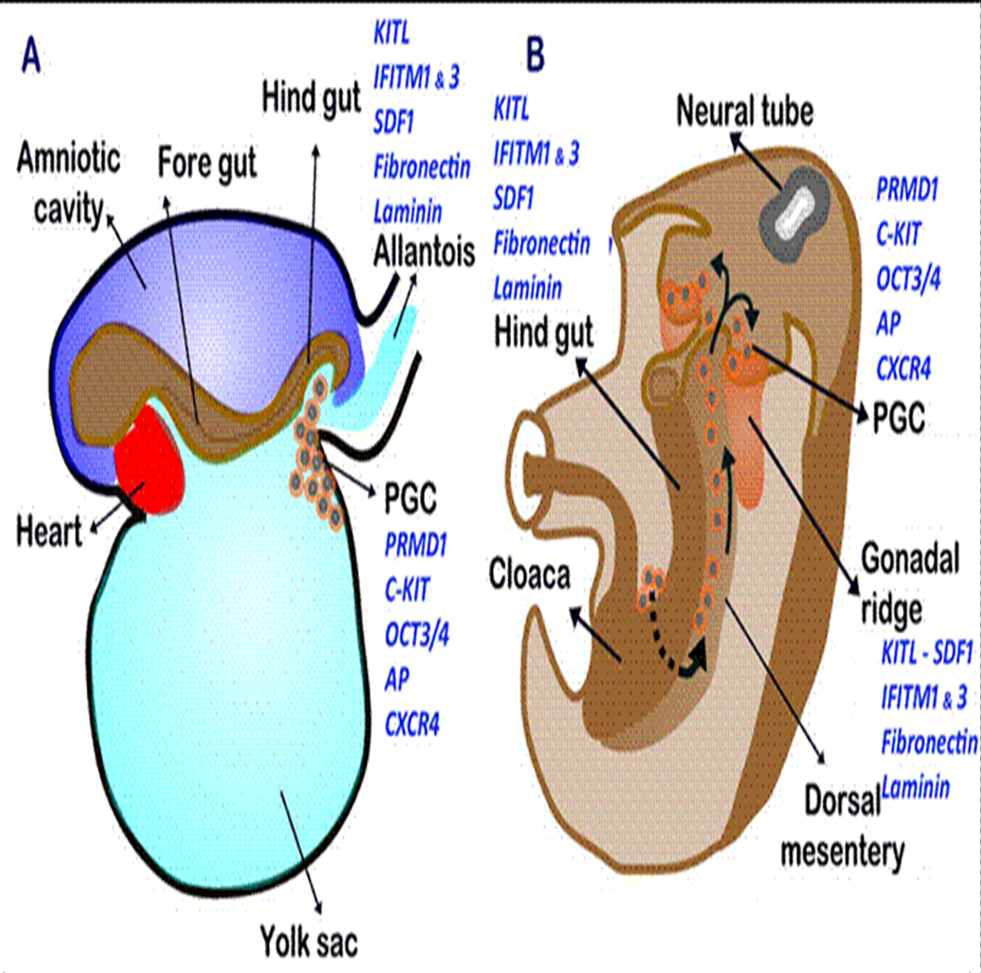 A
KITL
IFITM1 & 3
SDF1
Fibronectin
Laminin
Hind gut
Amniotic
cavity
Fore gut
Allantois
Heart
PGC
PRMD1
C-KIT
OCT3/4
AP
CXCR4
Yolk sac
B
KITL
IFITM1 & 3
SDF1
Fibronectin
Laminin
Hind gut
Neural tube
PRMD1
C-KIT
OCT3/4
AP
CXCR4
PGC
Cloaca
Gonadal
ridge
KITL - SDF1
IFITM1 & 3
Fibronectin
Laminin
Dorsal
mesentery